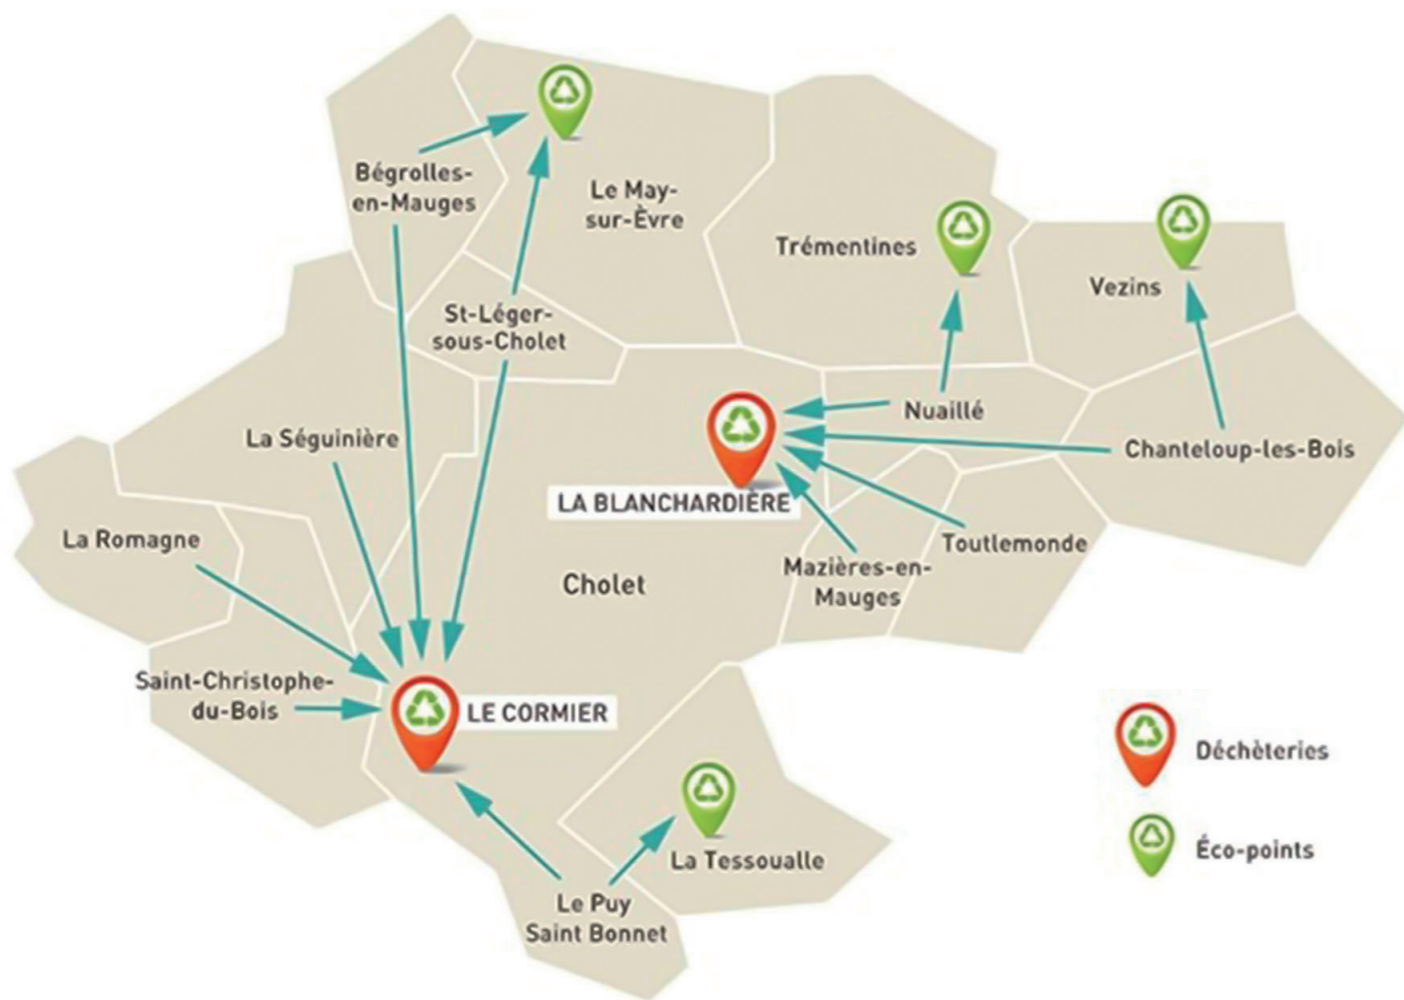 Bégrolles-
en-Mauges
Le May-
sur-Èvre
Trémentines
Vezins
St-Léger-
sous-Cholet
Nuaillé
La Séguinière
Chanteloup-les-Bois
LA BLANCHARDIÈRE
La Romagne
Toutlemonde
Mazières-en-
Mauges
Cholet
Saint-Christophe-
du-Bois
LE CORMIER
Déchèteries
La Tessoualle
Éco-points
Le Puy
Saint Bonnet